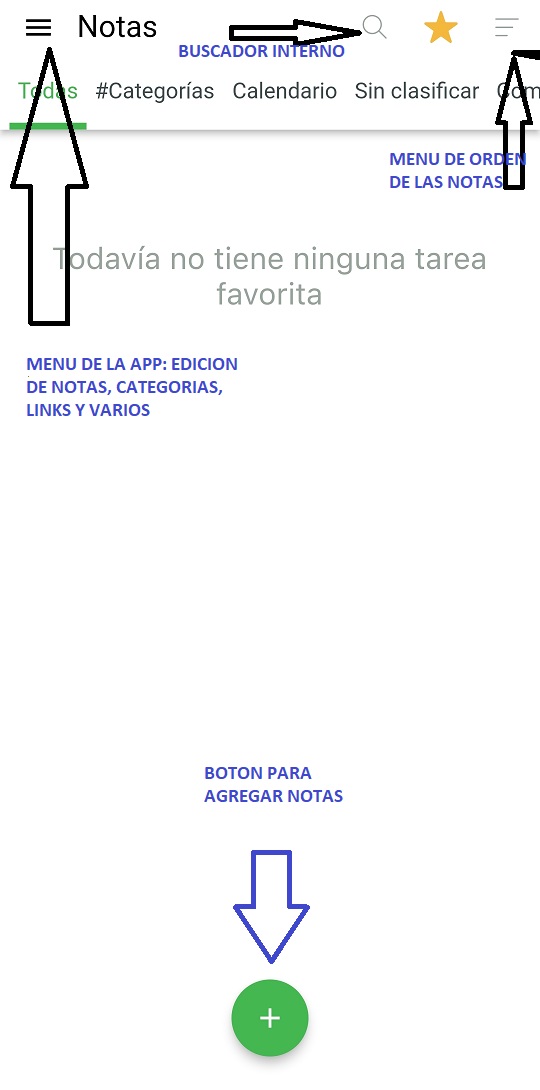 Notas
BUSCADOR INTERNO
Todas #Categorías Calendario Sin clasificar Com
MENU DE ORDEN
DE LAS NOTAS
Todavía no tiene ninguna tarea
favorita
MENU DE LA APP: EDICION
DE NOTAS, CATEGORIAS,
LINKS Y VARIOS
BOTON PARA
AGREGAR NOTAS